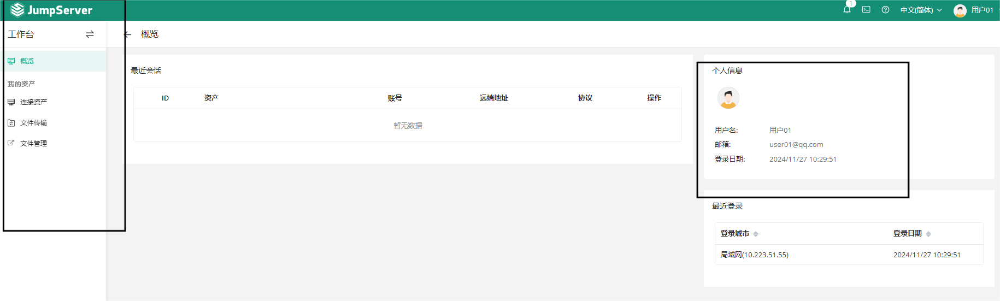 JumpServer
1
中文(简体)
用户01
工作台
概览
概览
我的资产
连接资产
文件传输
文件管理
最近会话
ID 资产 账号 远端地址 协议 操作
暂无数据
个人信息
用户名: 用户01
邮箱: user01@qq.com
登录日期: 2024/11/27 10:29:51
最近登录
登录城市 登录日期
局域网(10.223.51.55) 2024/11/27 10:29:51